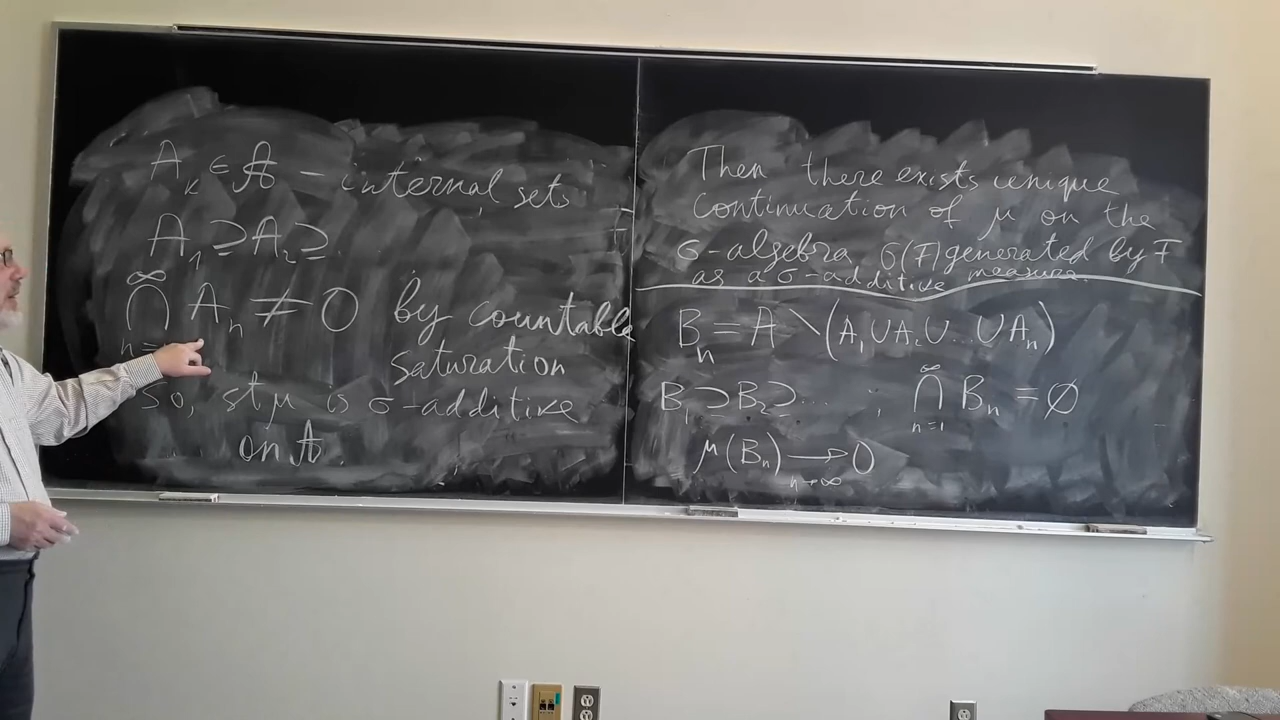 A_k ∈ 𝔸 – internal sets
A_1 ⊇ A_2 ⊇
∞
⋂ A_n ≠ 0 by countable
n=
saturation
So, st μ is σ-additive
on 𝔸.
Then there exists unique
continuation of μ on the
σ-algebra σ(F) generated by F
as a σ-additive measure.
B_n = A \ (A_1 ∪ A_2 ∪ ... ∪ A_n)
B_1 ⊇ B_2 ⊇ ... ; ∞⋂n=1 B_n = ∅
μ(B_n) → 0
n→∞